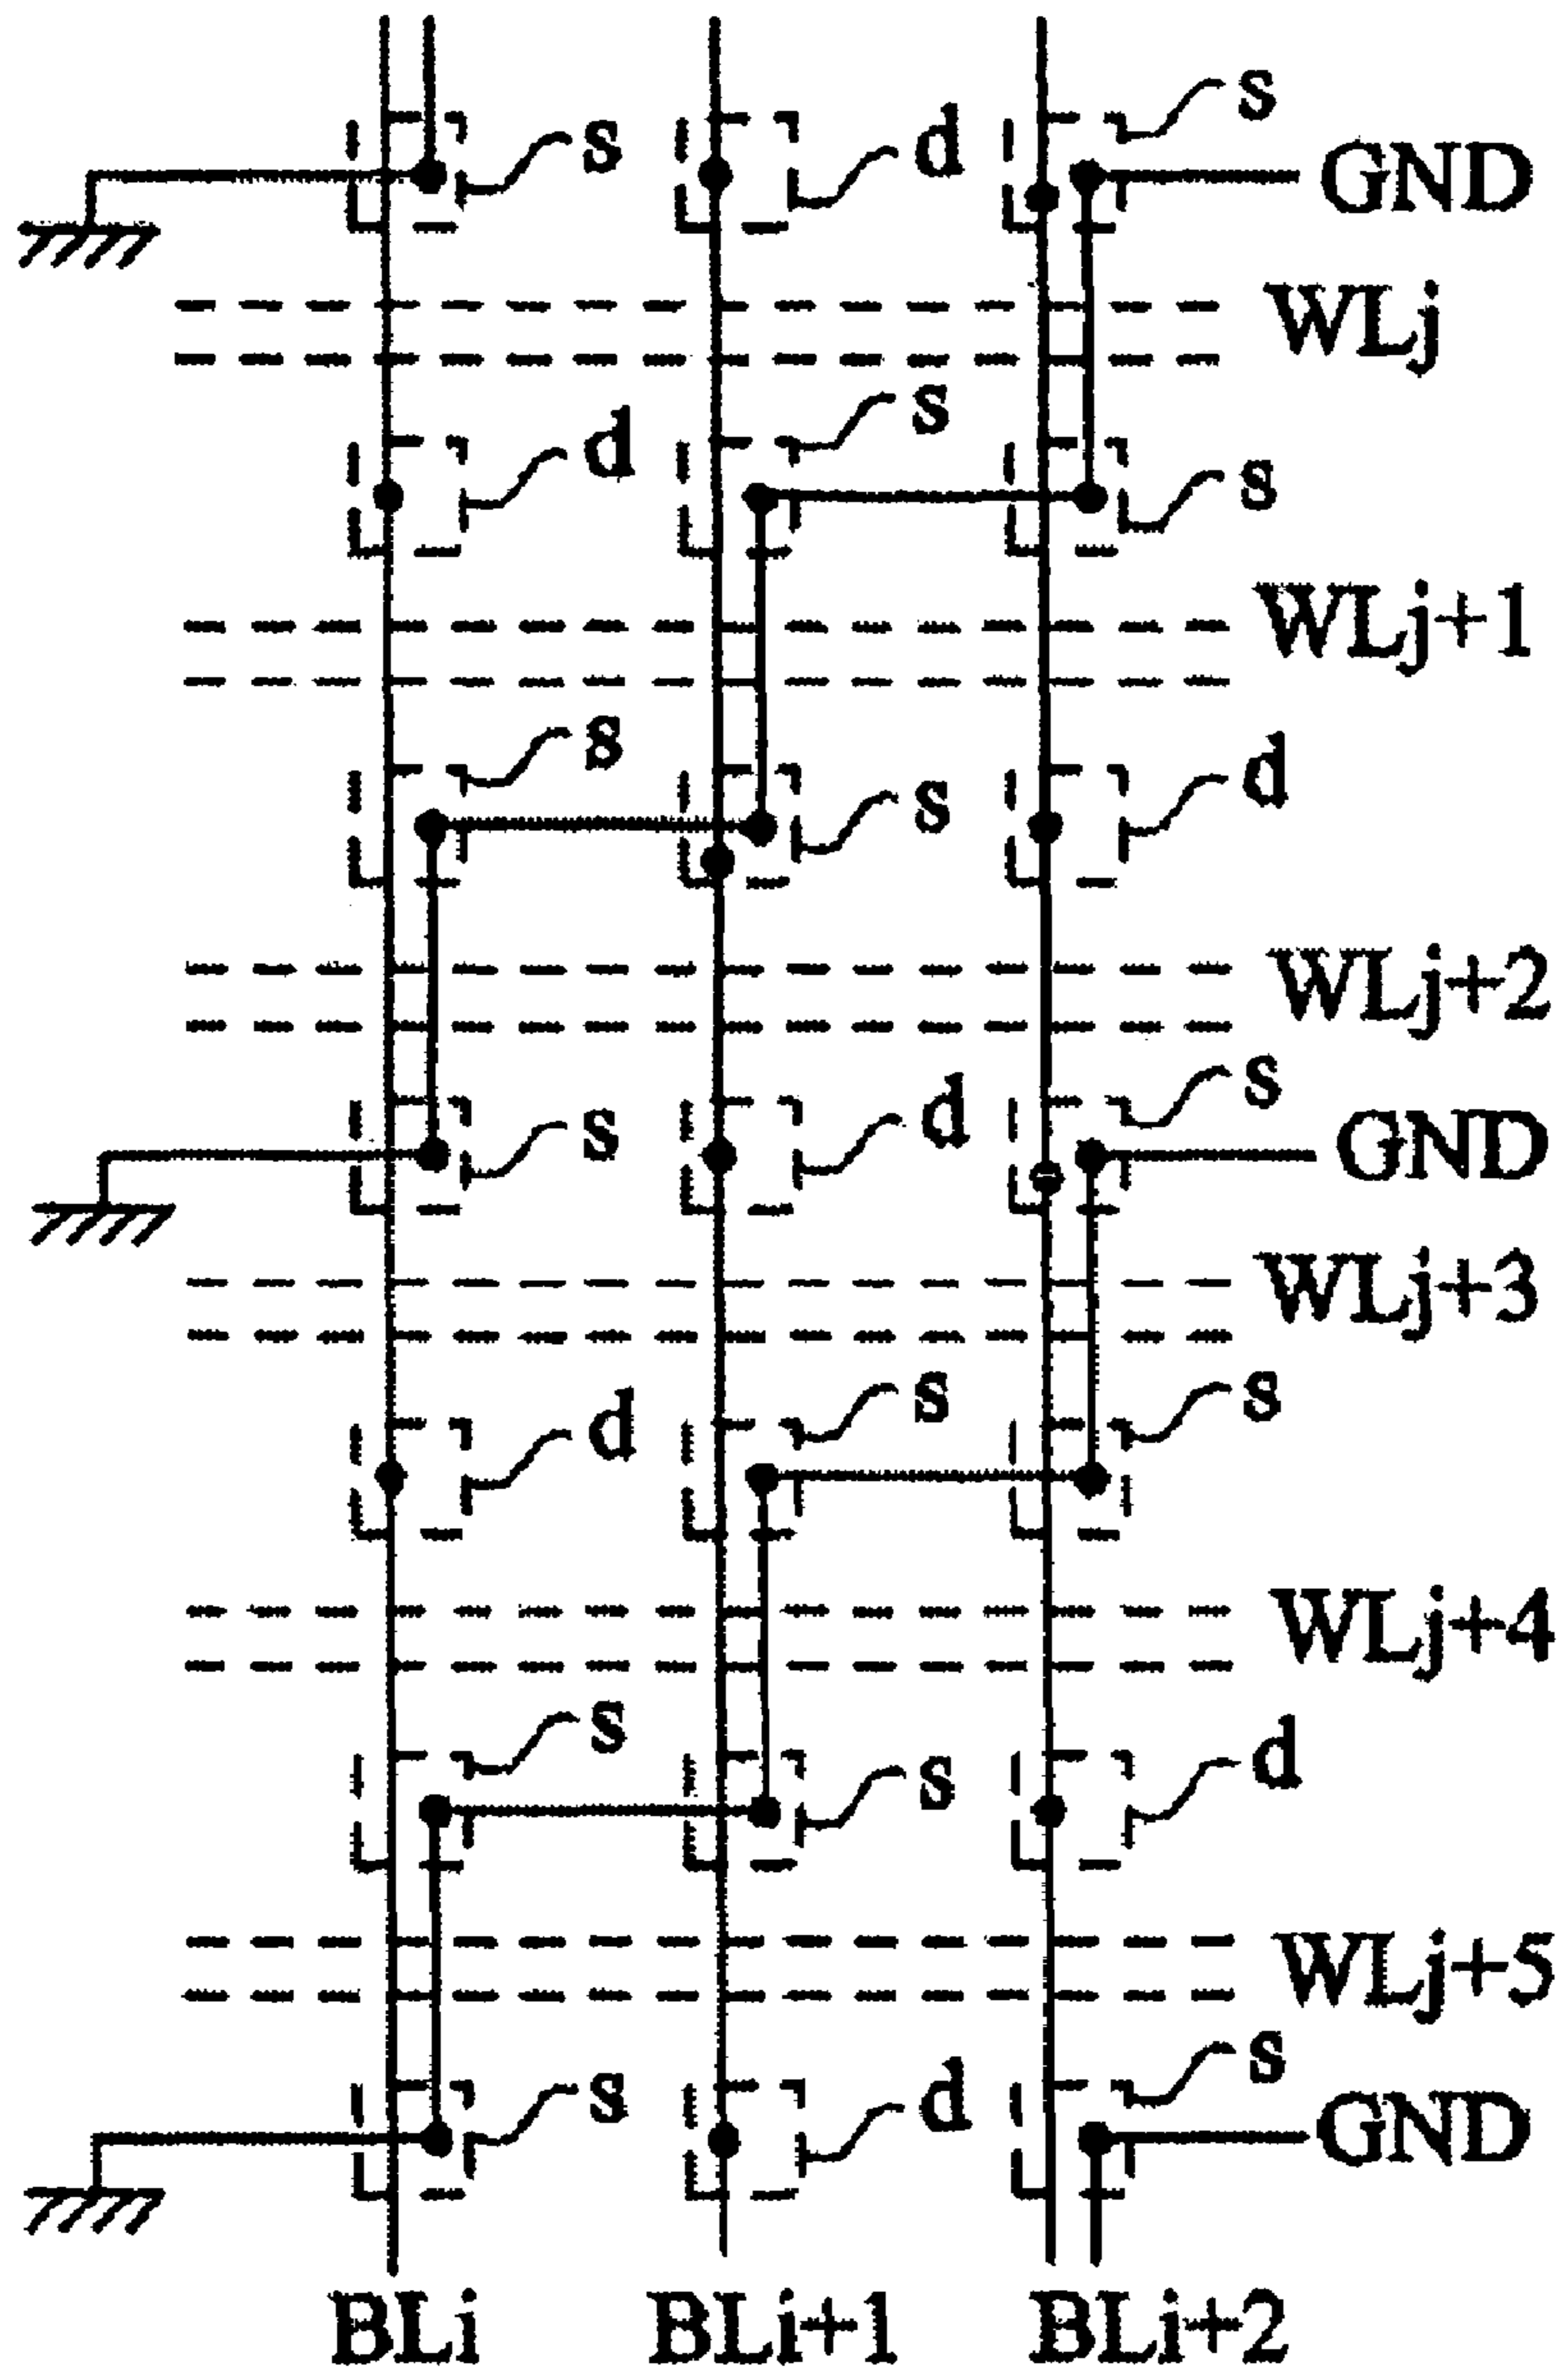 s d s GND
WLj
d s s
WLj+1
s s d
WLj+2
s d s GND
WLj+3
d s s
WLj+4
s s d
WLj+5
s d s GND
BLi BLi+1 BLi+2